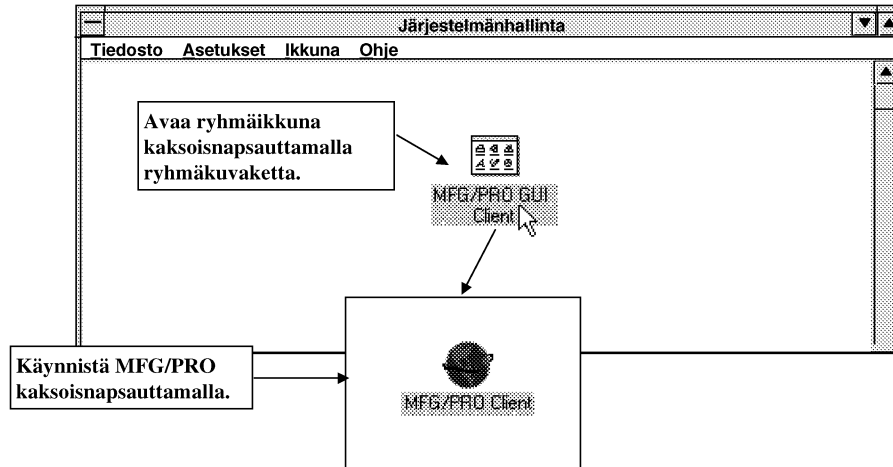 Järjestelmänhallinta
Tiedosto Asetukset Ikkuna Ohje
Avaa ryhmäikkuna
kaksoisnapsauttamalla
ryhmäkuvaketta.
MFG/PRO GUI
Client
Käynnistä MFG/PRO
kaksoisnapsauttamalla.
MFG/PRO Client